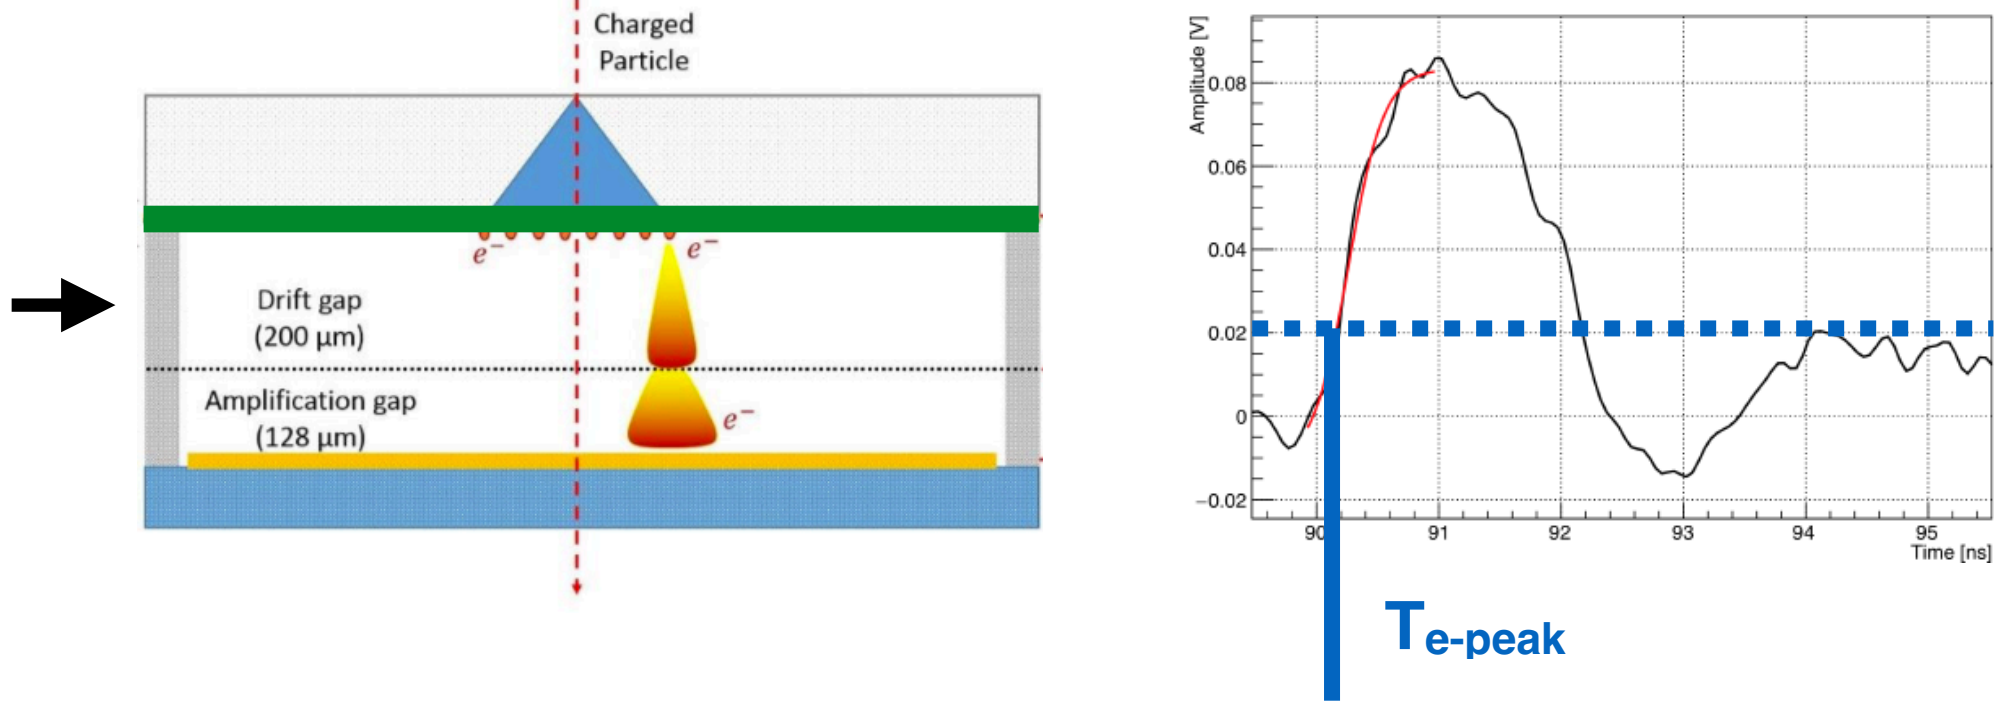 Charged
Particle
e⁻
e⁻
Drift gap
(200 μm)
Amplification gap
(128 μm)
e⁻
Amplitude [V]
0.08
0.06
0.04
0.02
0
−0.02
90
91
92
93
94
95
Time [ns]
Te-peak